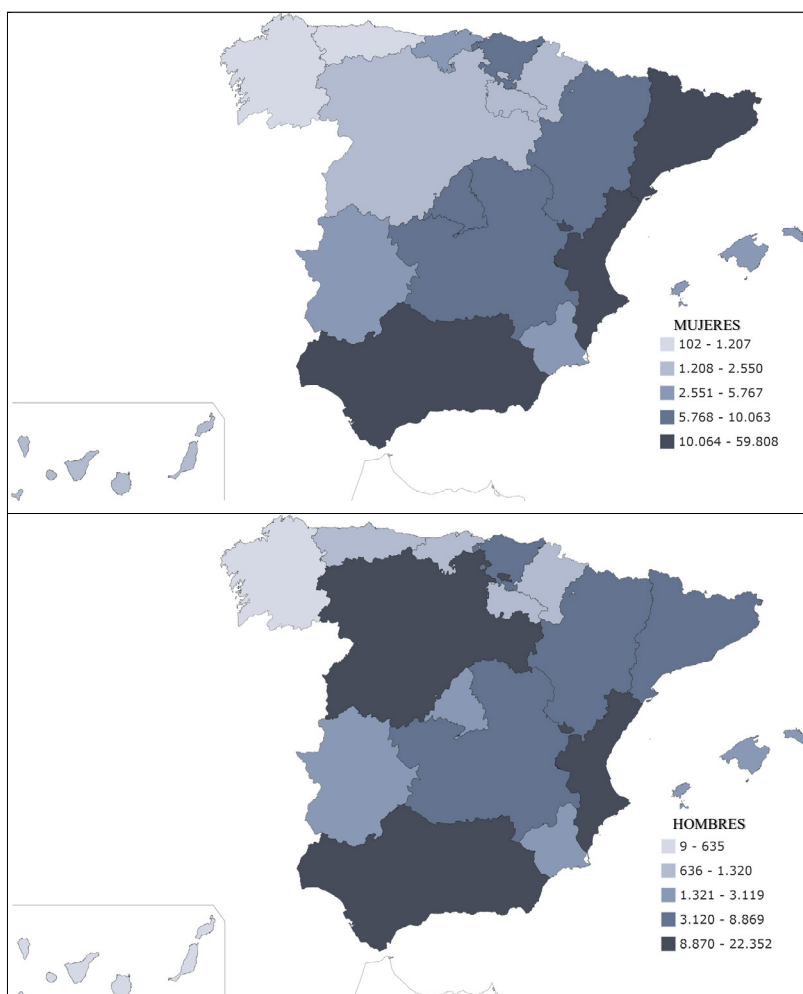 MUJERES
102 - 1.207
1.208 - 2.550
2.551 - 5.767
5.768 - 10.063
10.064 - 59.808
HOMBRES
9 - 635
636 - 1.320
1.321 - 3.119
3.120 - 8.869
8.870 - 22.352